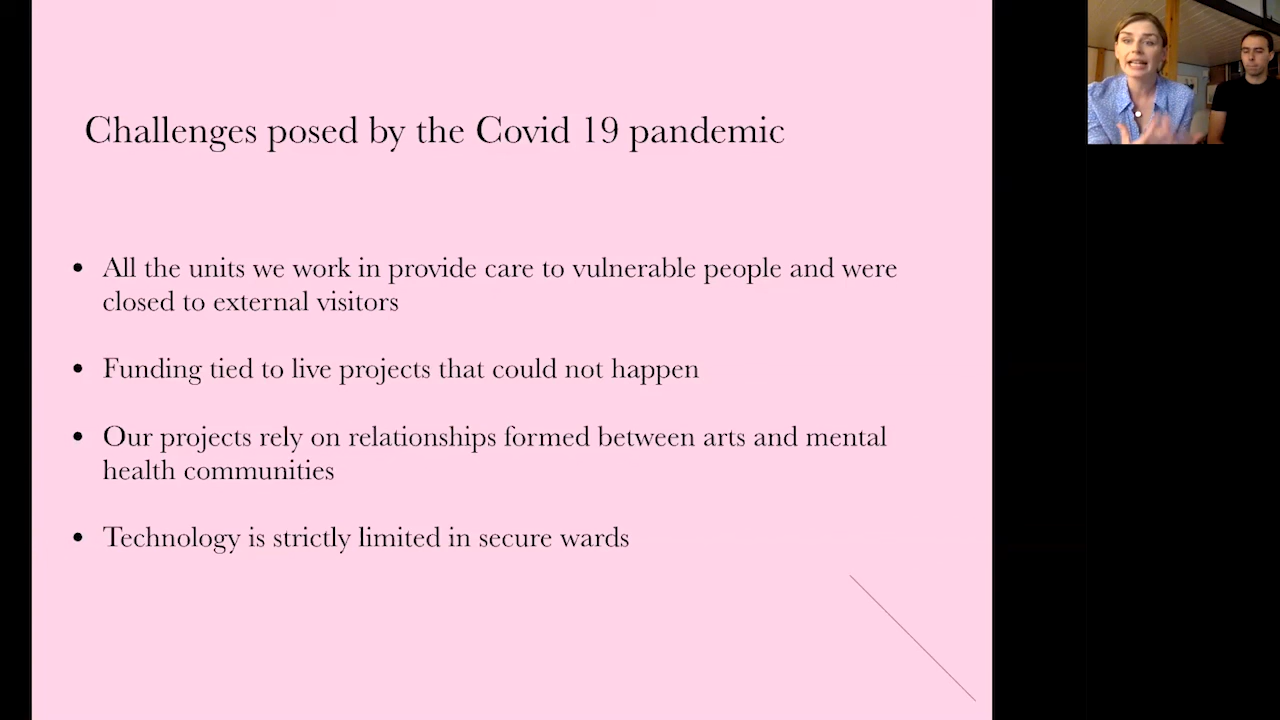 Challenges posed by the Covid 19 pandemic
• All the units we work in provide care to vulnerable people and were
closed to external visitors
• Funding tied to live projects that could not happen
• Our projects rely on relationships formed between arts and mental
health communities
• Technology is strictly limited in secure wards